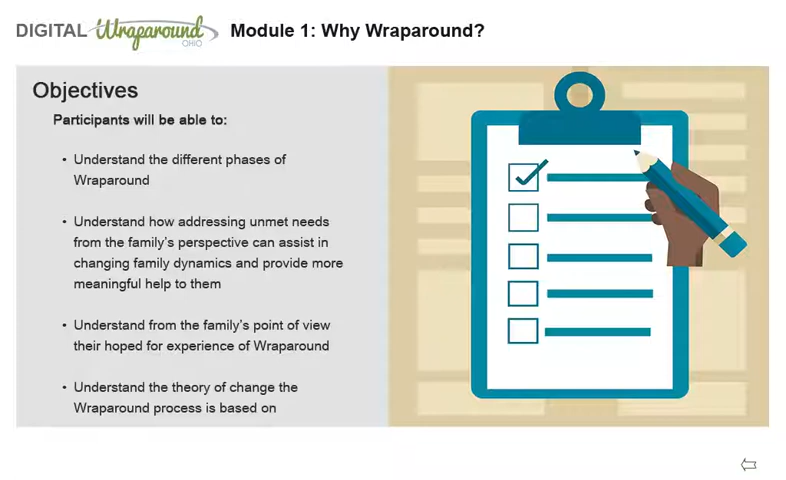 DIGITAL Wraparound OHIO Module 1: Why Wraparound?
Objectives
Participants will be able to:
• Understand the different phases of
Wraparound
• Understand how addressing unmet needs
from the family's perspective can assist in
changing family dynamics and provide more
meaningful help to them
• Understand from the family's point of view
their hoped for experience of Wraparound
• Understand the theory of change the
Wraparound process is based on